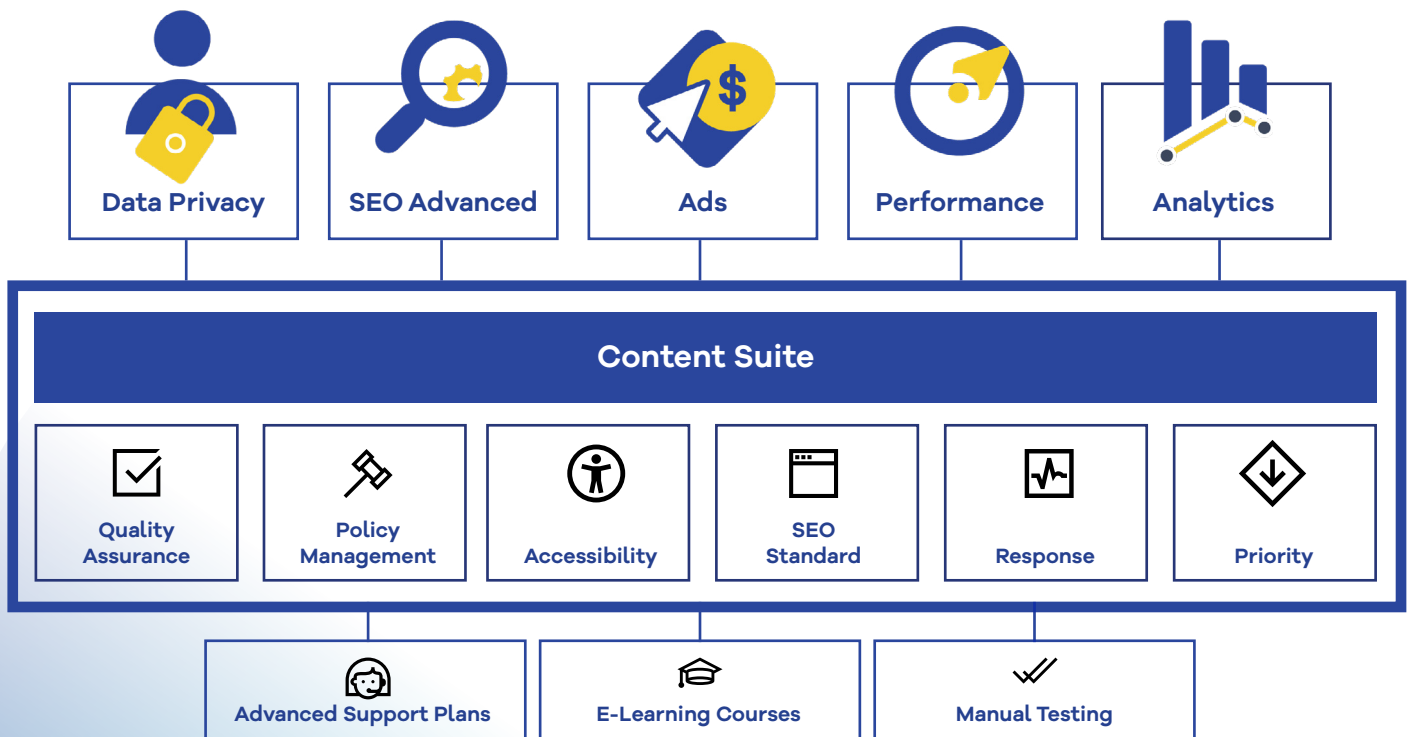 $
Data Privacy
SEO Advanced
Ads
Performance
Analytics
Content Suite
Quality
Assurance
Policy
Management
Accessibility
SEO
Standard
Response
Priority
Advanced Support Plans
E-Learning Courses
Manual Testing